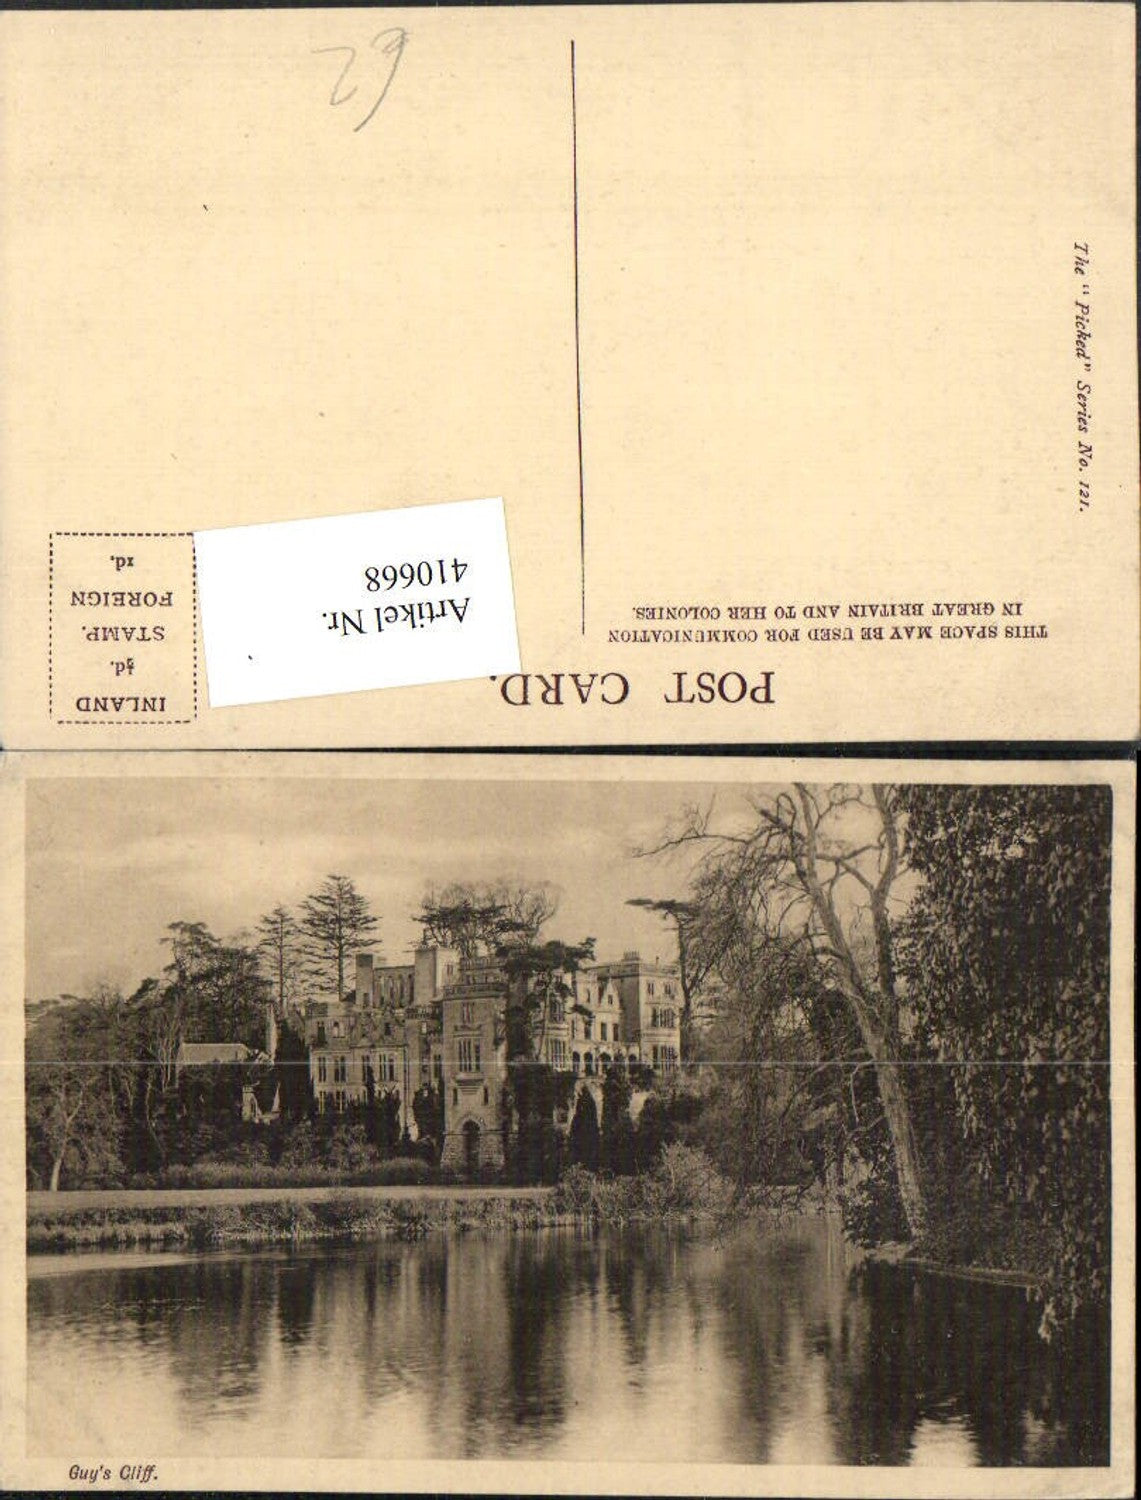 29
POST CARD.
THIS SPACE MAY BE USED FOR COMMUNICATION
IN GREAT BRITAIN AND TO HER COLONIES.
INLAND
½d.
STAMP.
FOREIGN
1d.
Artikel Nr.
410668
The "Picked" Series No. 121.
Guy's Cliff.